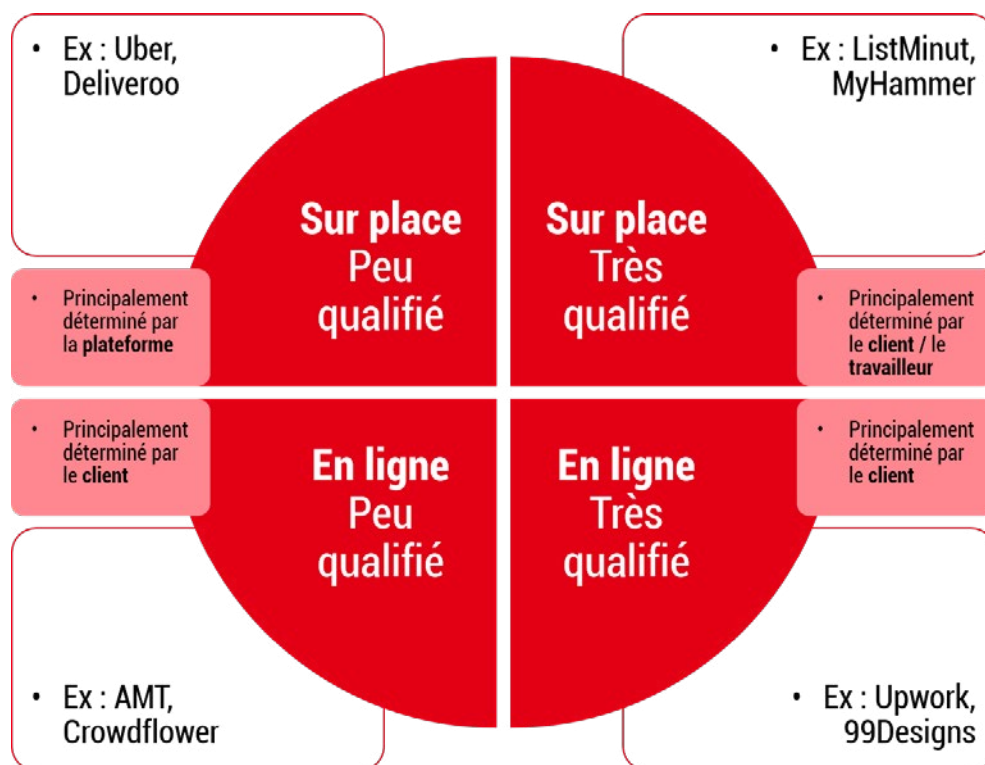 • Ex : Uber,
Deliveroo
• Ex : ListMinut,
MyHammer
Sur place
Peu
qualifié
Sur place
Très
qualifié
• Principalement
déterminé par
la plateforme
• Principalement
déterminé par
le client / le
travailleur
• Principalement
déterminé par
le client
En ligne
Peu
qualifié
En ligne
Très
qualifié
• Principalement
déterminé par
le client
• Ex : AMT,
Crowdflower
• Ex : Upwork,
99Designs